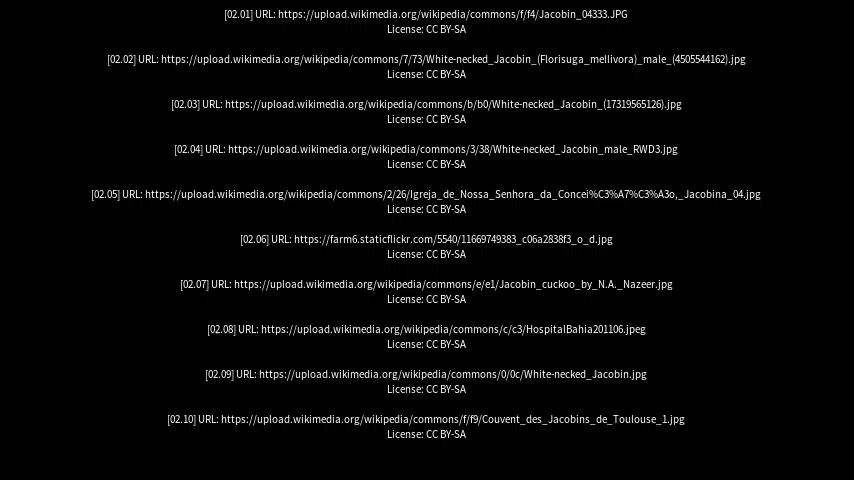 [02.01] URL: https://upload.wikimedia.org/wikipedia/commons/f/f4/Jacobin_04333.JPG
License: CC BY-SA
[02.02] URL: https://upload.wikimedia.org/wikipedia/commons/7/73/White-necked_Jacobin_(Florisuga_mellivora)_male_(4505544162).jpg
License: CC BY-SA
[02.03] URL: https://upload.wikimedia.org/wikipedia/commons/b/b0/White-necked_Jacobin_(17319565126).jpg
License: CC BY-SA
[02.04] URL: https://upload.wikimedia.org/wikipedia/commons/3/38/White-necked_Jacobin_male_RWD3.jpg
License: CC BY-SA
[02.05] URL: https://upload.wikimedia.org/wikipedia/commons/2/26/Igreja_de_Nossa_Senhora_da_Concei%C3%A7%C3%A3o,_Jacobina_04.jpg
License: CC BY-SA
[02.06] URL: https://farm6.staticflickr.com/5540/11669749383_c06a2838f3_o_d.jpg
License: CC BY-SA
[02.07] URL: https://upload.wikimedia.org/wikipedia/commons/e/e1/Jacobin_cuckoo_by_N.A._Nazeer.jpg
License: CC BY-SA
[02.08] URL: https://upload.wikimedia.org/wikipedia/commons/c/c3/HospitalBahia201106.jpeg
License: CC BY-SA
[02.09] URL: https://upload.wikimedia.org/wikipedia/commons/0/0c/White-necked_Jacobin.jpg
License: CC BY-SA
[02.10] URL: https://upload.wikimedia.org/wikipedia/commons/f/f9/Couvent_des_Jacobins_de_Toulouse_1.jpg
License: CC BY-SA